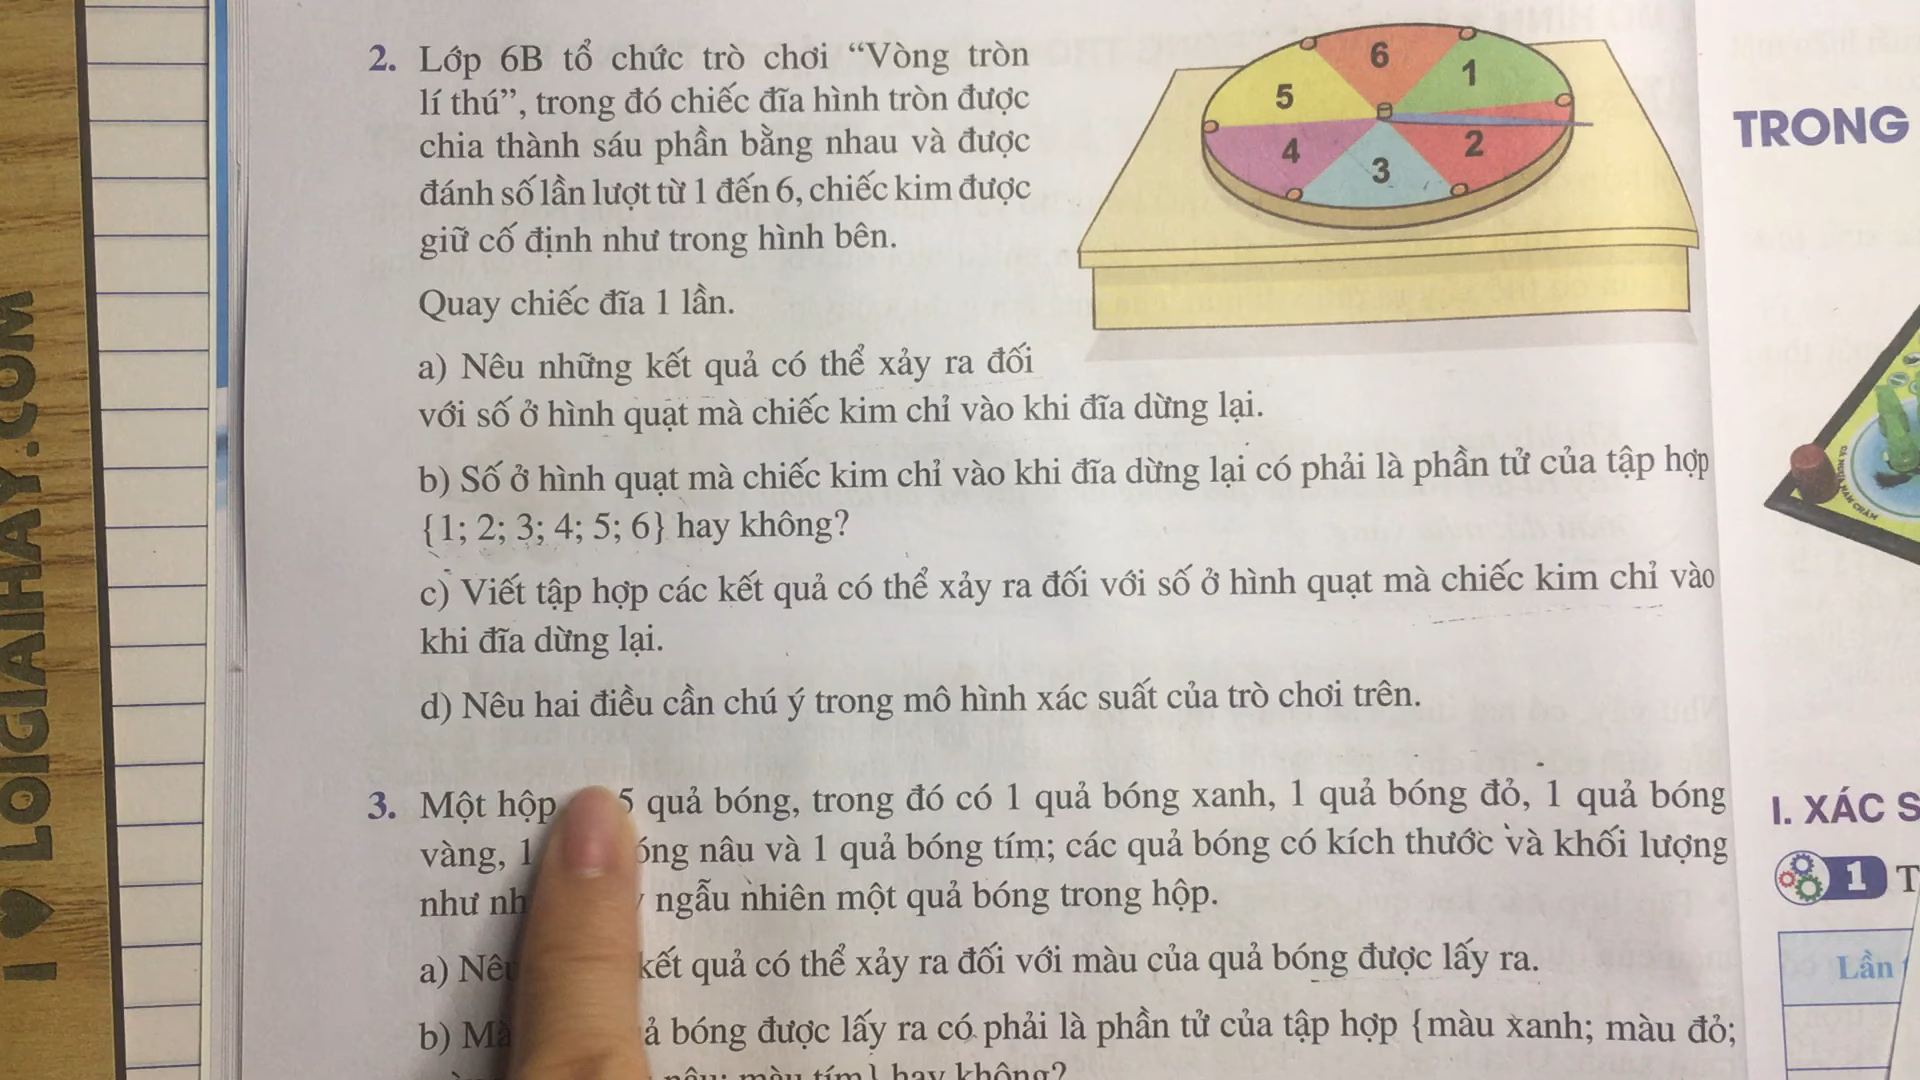 2. Lớp 6B tổ chức trò chơi “Vòng tròn
lí thú”, trong đó chiếc đĩa hình tròn được
chia thành sáu phần bằng nhau và được
đánh số lần lượt từ 1 đến 6, chiếc kim được
giữ cố định như trong hình bên.
6
1
5
4
3
2
Quay chiếc đĩa 1 lần.
a) Nêu những kết quả có thể xảy ra đối
với số ở hình quạt mà chiếc kim chỉ vào khi đĩa dừng lại.
b) Số ở hình quạt mà chiếc kim chỉ vào khi đĩa dừng lại có phải là phần tử của tập hợp
{1; 2; 3; 4; 5; 6} hay không?
c) Viết tập hợp các kết quả có thể xảy ra đối với số ở hình quạt mà chiếc kim chỉ vào
khi đĩa dừng lại.
d) Nêu hai điều cần chú ý trong mô hình xác suất của trò chơi trên.
3. Một hộp 5 quả bóng, trong đó có 1 quả bóng xanh, 1 quả bóng đỏ, 1 quả bóng
vàng, 1 óng nâu và 1 quả bóng tím; các quả bóng có kích thước và khối lượng
như nh ngẫu nhiên một quả bóng trong hộp.
a) Nêu kết quả có thể xảy ra đối với màu của quả bóng được lấy ra.
b) Mà ả bóng được lấy ra có phải là phần tử của tập hợp {màu xanh; màu đỏ;
nâu; màu tím} hay không?
TRONG
I. XÁC S
1 T
Lần
I ♥ LOIGIAIHAY.COM